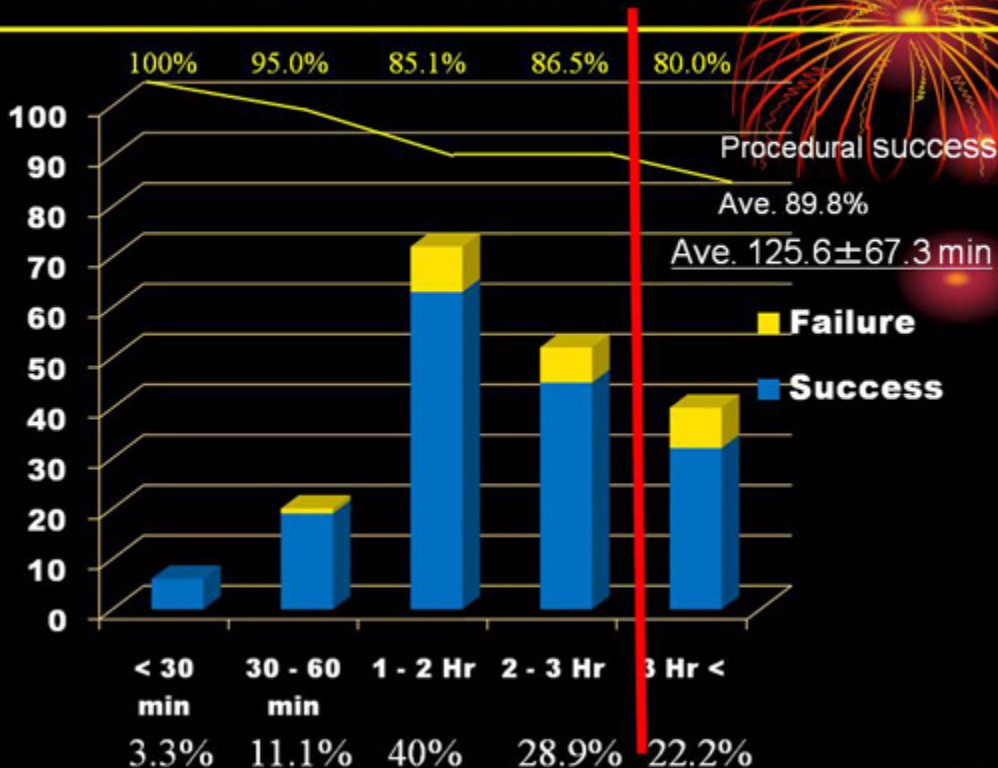 100% 95.0% 85.1% 86.5% 80.0%
100
90
80
70
60
50
40
30
20
10
0
Procedural success
Ave. 89.8%
Ave. 125.6±67.3 min
Failure
Success
< 30 min
30 - 60 min
1 - 2 Hr
2 - 3 Hr
3 Hr <
3.3% 11.1% 40% 28.9% 22.2%